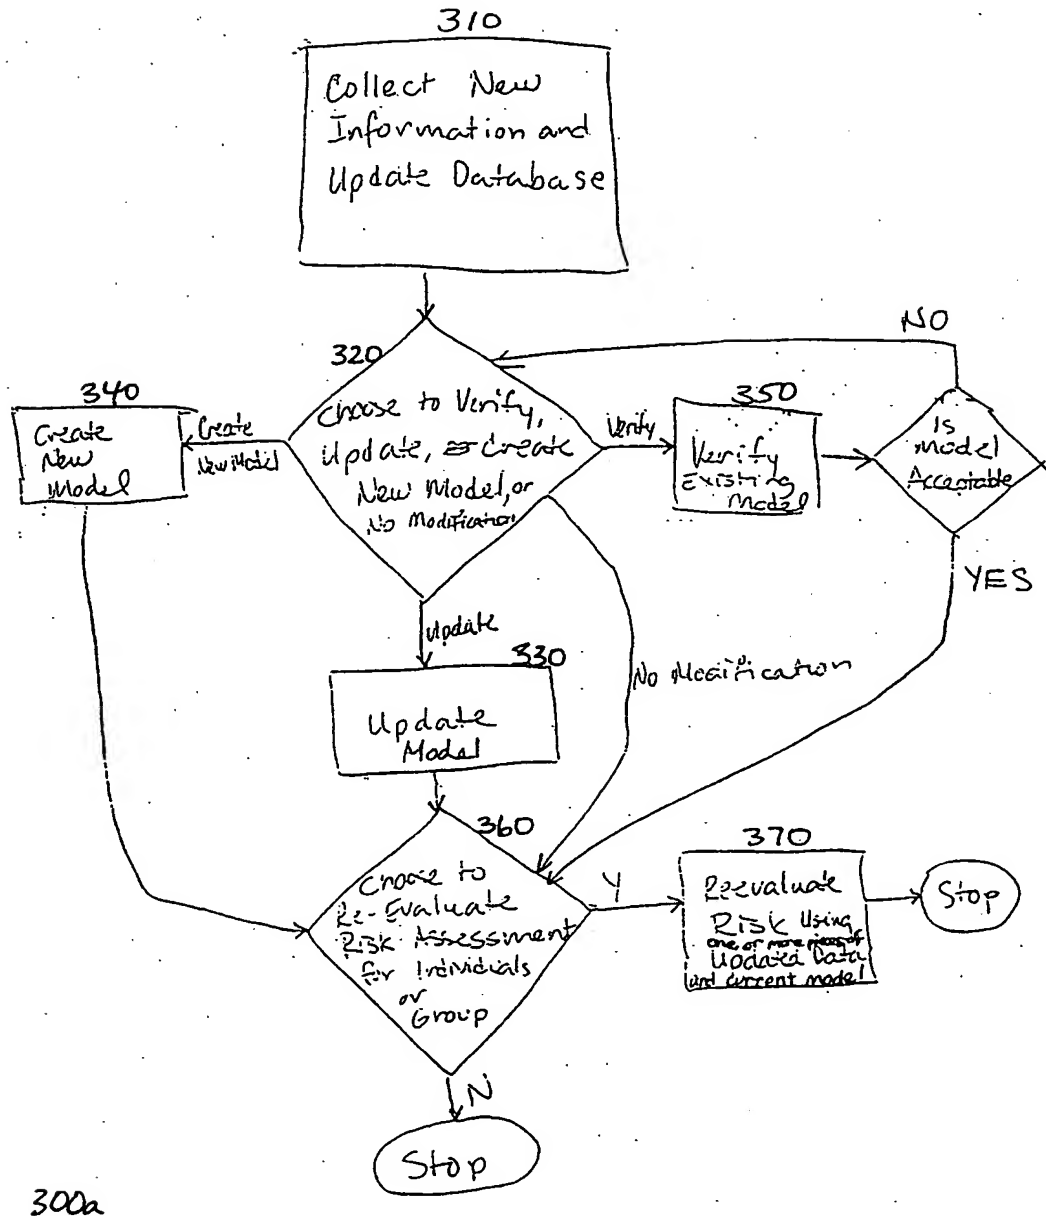 310
Collect New
Information and
Update Database
320
Choose to Verify,
Update, or Create
New Model, or
No Modification
340
Create
New
Model
Create
New Model
Verify
350
Verify
Existing
Model
NO
Is
Model
Acceptable
YES
Update
330
Update
Model
No Modification
360
Choose to
Re-Evaluate
Risk Assessment
for Individuals
or
Group
Y
370
Reevaluate
Risk Using
one or more pieces of
Updated Data
and current model
Stop
N
Stop
300a